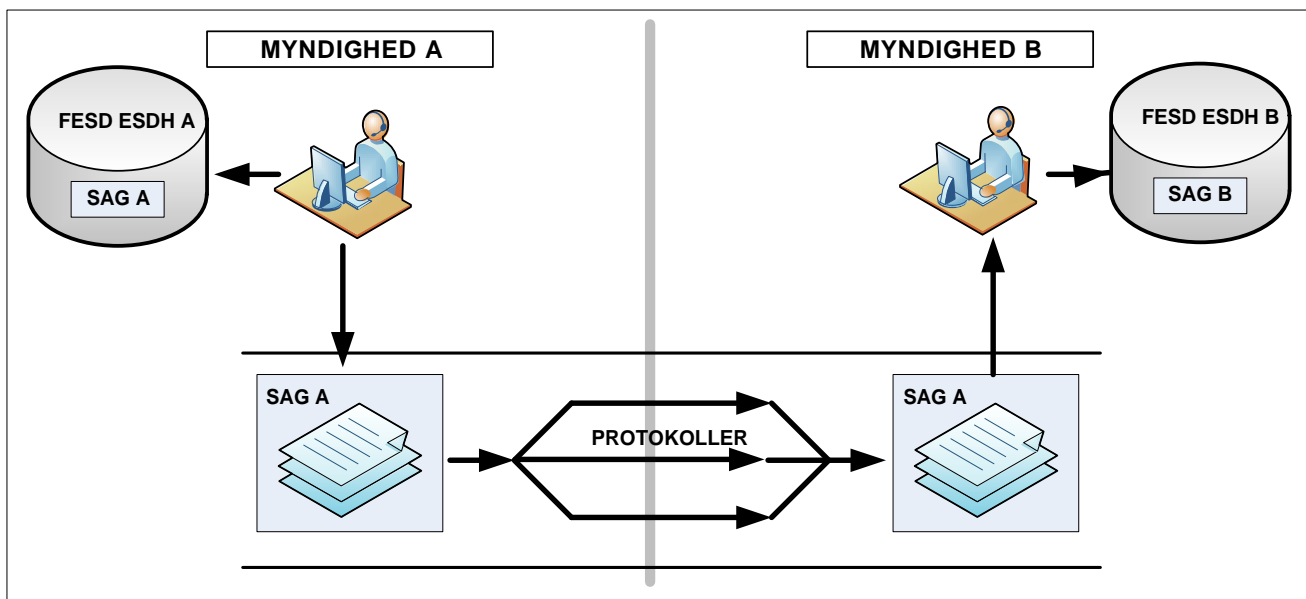 MYNDIGHED A
MYNDIGHED B
FESD ESDH A
SAG A
FESD ESDH B
SAG B
SAG A
PROTOKOLLER
SAG A